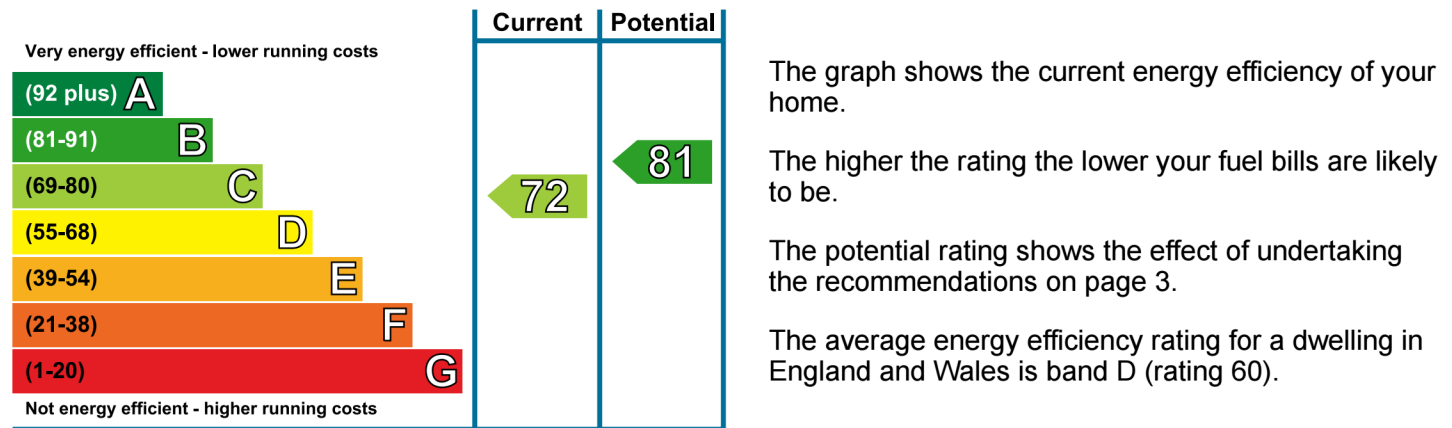 Current Potential
Very energy efficient - lower running costs
(92 plus) A
(81-91) B
(69-80) C
(55-68) D
(39-54) E
(21-38) F
(1-20) G
Not energy efficient - higher running costs
72
81
The graph shows the current energy efficiency of your
home.
The higher the rating the lower your fuel bills are likely
to be.
The potential rating shows the effect of undertaking
the recommendations on page 3.
The average energy efficiency rating for a dwelling in
England and Wales is band D (rating 60).